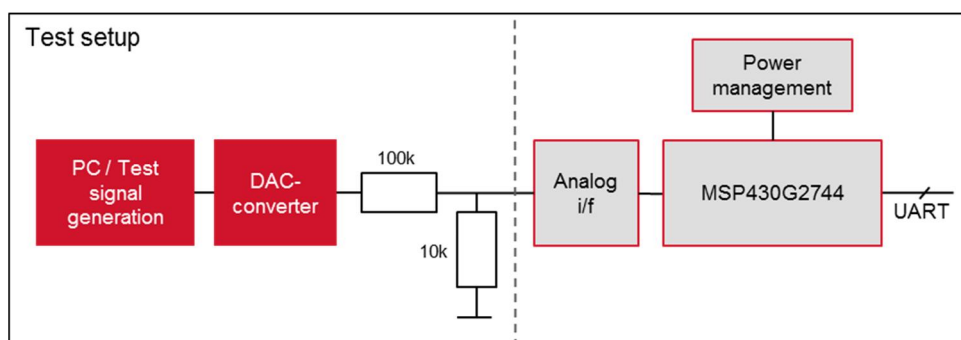 Test setup
Power
management
100k
PC / Test
signal
generation
DAC-
converter
Analog
i/f
MSP430G2744
UART
10k